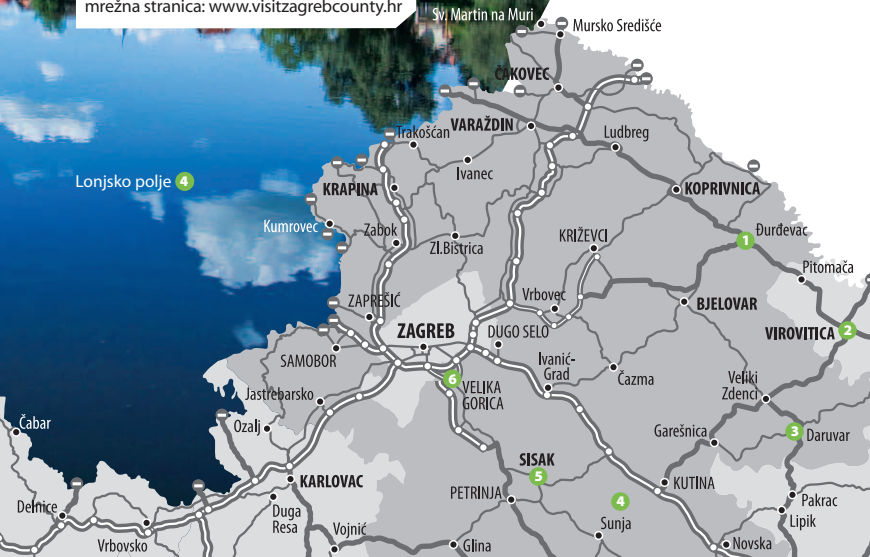 mrežna stranica: www.visitzagrebcounty.hr
Sv. Martin na Muri
Mursko Središće
ČAKOVEC
VARAŽDIN
Trakošćan
Ludbreg
Ivanec
Lonjsko polje 4
KRAPINA
KOPRIVNICA
Kumrovec
Zabok
Zl.Bistrica
KRIŽEVCI
1
Đurđevac
Pitomača
ZAPREŠIĆ
Vrbovec
BJELOVAR
ZAGREB
DUGO SELO
VIROVITICA
2
SAMOBOR
Ivanić-
Grad
Čazma
6
VELIKA
GORICA
Veliki
Zdenci
Jastrebarsko
Čabar
Ozalj
Garešnica
3
Daruvar
SISAK
5
KARLOVAC
PETRINJA
4
KUTINA
Delnice
Duga
Resa
Pakrac
Lipik
Vojnić
Sunja
Vrbovsko
Glina
Novska